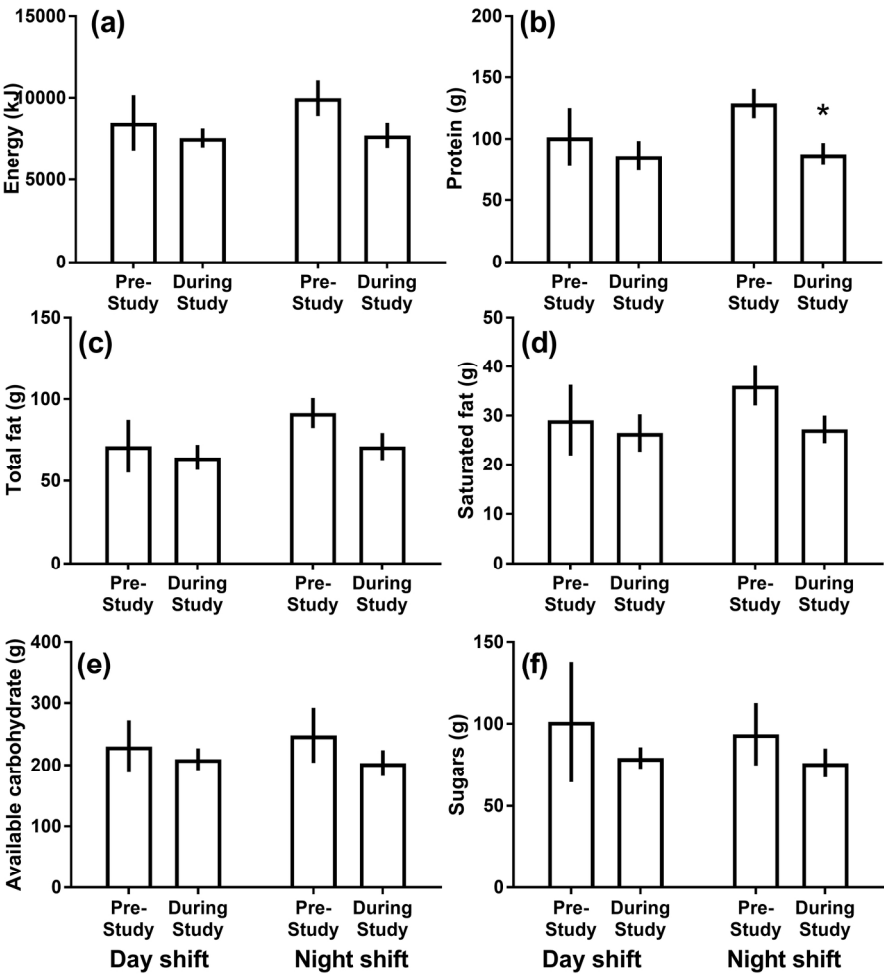 (a)
Energy (kJ)
15000
10000
5000
0
Pre-
Study
During
Study
Pre-
Study
During
Study
(b)
Protein (g)
200
150
100
50
0
*
Pre-
Study
During
Study
Pre-
Study
During
Study
(c)
Total fat (g)
150
100
50
0
Pre-
Study
During
Study
Pre-
Study
During
Study
(d)
Saturated fat (g)
50
40
30
20
10
0
Pre-
Study
During
Study
Pre-
Study
During
Study
(e)
Available carbohydrate (g)
400
300
200
100
0
Pre-
Study
During
Study
Pre-
Study
During
Study
Day shift
Night shift
(f)
Sugars (g)
150
100
50
0
Pre-
Study
During
Study
Pre-
Study
During
Study
Day shift
Night shift